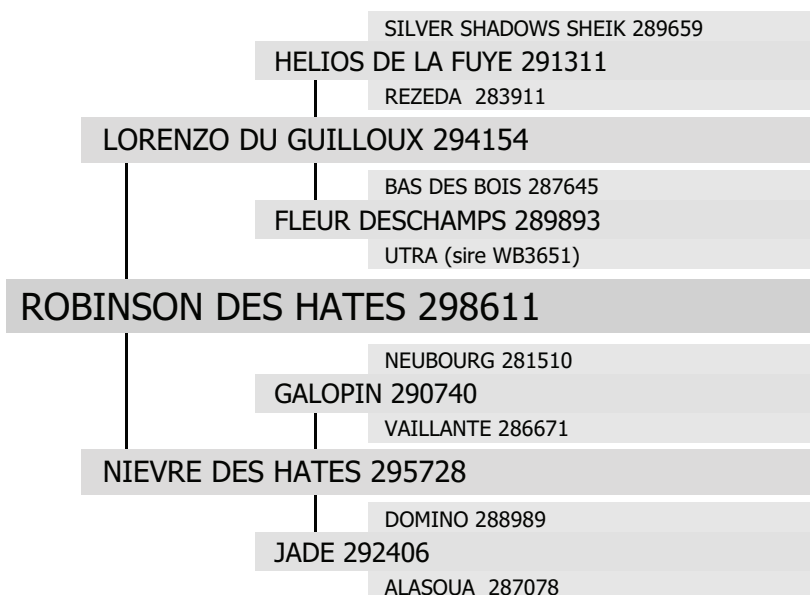 SILVER SHADOWS SHEIK 289659
HELIOS DE LA FUYE 291311
REZEDA 283911
LORENZO DU GUILLOUX 294154
BAS DES BOIS 287645
FLEUR DESCHAMPS 289893
UTRA (sire WB3651)
ROBINSON DES HATES 298611
NEUBOURG 281510
GALOPIN 290740
VAILLANTE 286671
NIEVRE DES HATES 295728
DOMINO 288989
JADE 292406
ALASQUA 287078